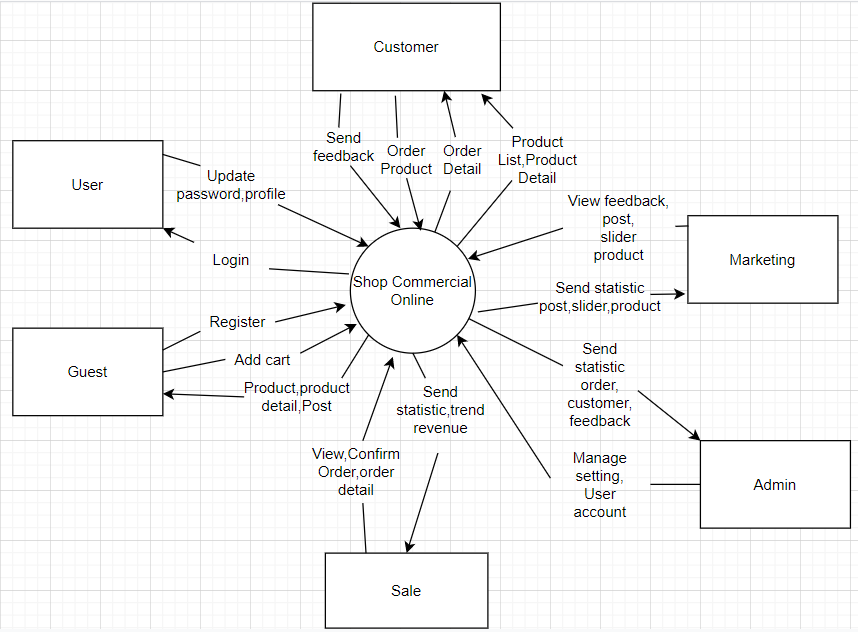 Customer
Send
feedback
Order
Product
Order
Detail
Product
List,Product
Detail
User
Update
password,profile
Login
View feedback,
post,
slider
product
Marketing
Shop Commercial
Online
Send statistic
post,slider,product
Register
Add cart
Guest
Product,product
detail,Post
Send
statistic,trend
revenue
Send
statistic
order,
customer,
feedback
View,Confirm
Order,order
detail
Manage
setting,
User
account
Admin
Sale